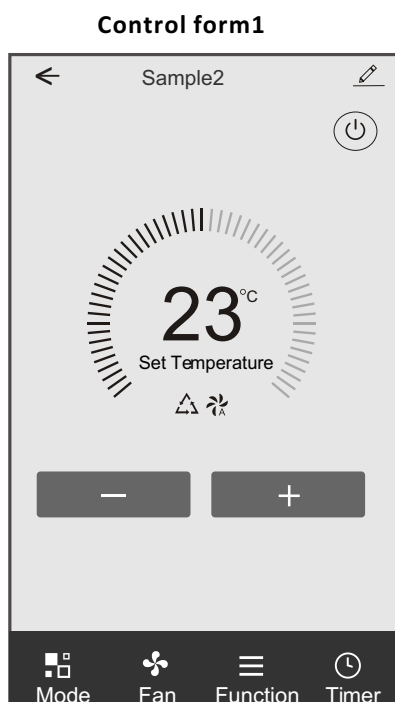 Control form1
Sample2
23°C
Set Temperature
A
Mode Fan Function Timer